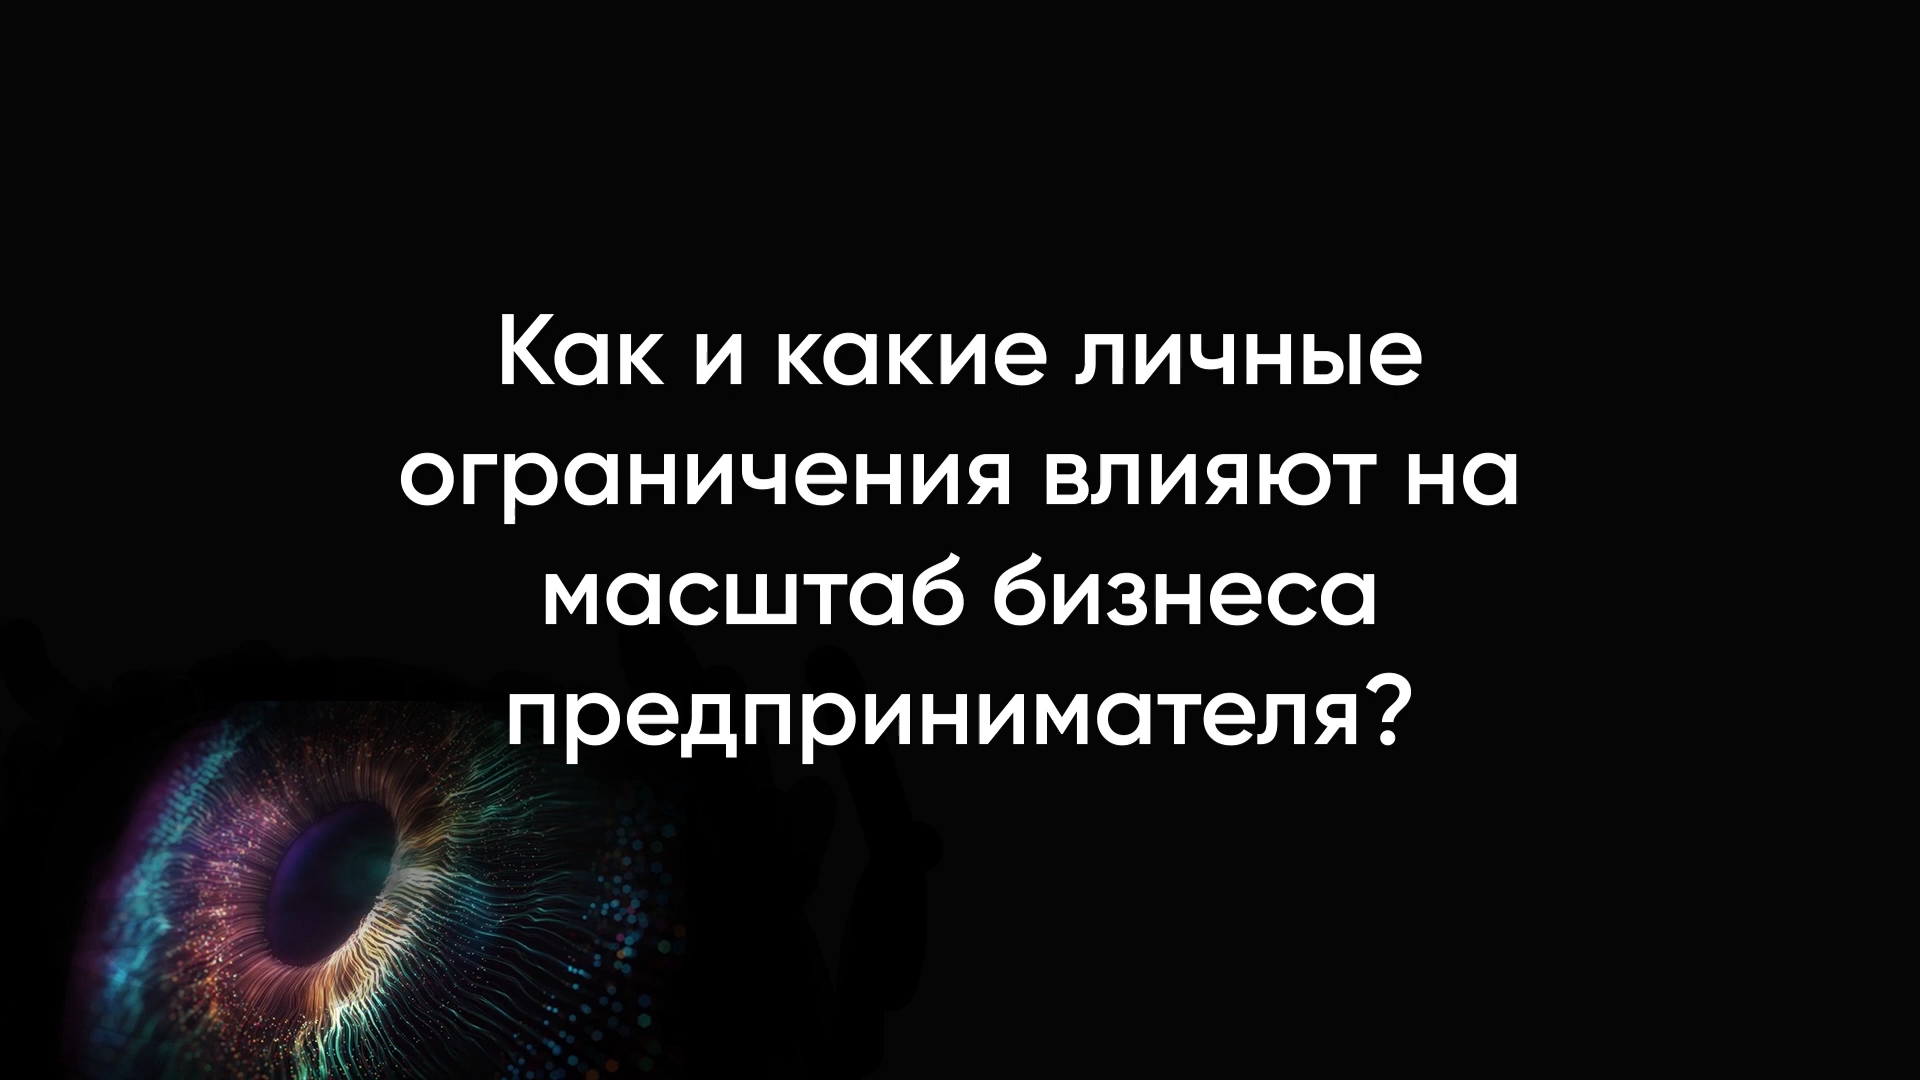 Как и какие личные
ограничения влияют на
масштаб бизнеса
предпринимателя?